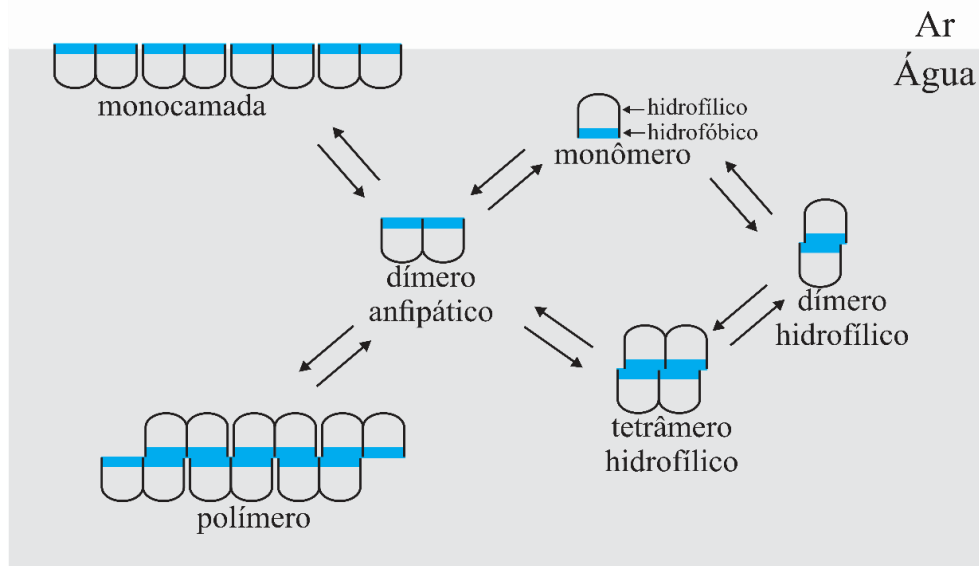 Ar
Água
monocamada
hidrofílico
hidrofóbico
monômero
dímero
anfipático
dímero
hidrofílico
tetrâmero
hidrofílico
polímero